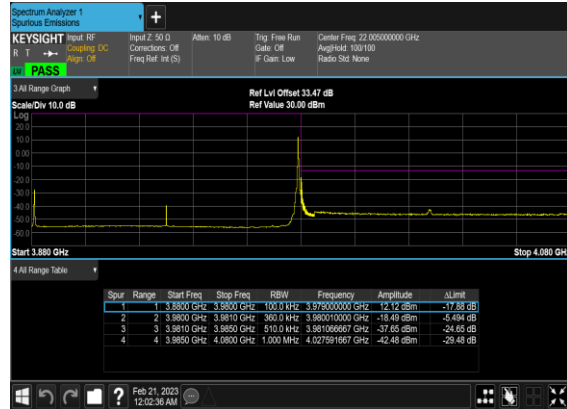 Spectrum Analyzer 1
Spurious Emissions
+
KEYSIGHT Input: RF Input Z: 50 Ω Atten: 10 dB Trig: Free Run Center Freq: 22.005000000 GHz
R T Coupling: DC Corrections: Off Gate: Off Avg|Hold: 100/100
Align: Off Freq Ref: Int (S) IF Gain: Low Radio Std: None
PASS
3 All Range Graph
Ref Lvl Offset 33.47 dB
Scale/Div 10.0 dB Ref Value 30.00 dBm
Log
20.0
10.0
0.00
-10.0
-20.0
-30.0
-40.0
-50.0
-60.0
Start 3.880 GHz Stop 4.080 GH
4 All Range Table
Spur Range Start Freq Stop Freq RBW Frequency Amplitude ΔLimit
1 1 3.8800 GHz 3.9800 GHz 100.0 kHz 3.979000000 GHz 12.12 dBm -17.88 dB
2 2 3.9800 GHz 3.9810 GHz 360.0 kHz 3.980010000 GHz -18.49 dBm -5.494 dB
3 3 3.9810 GHz 3.9850 GHz 510.0 kHz 3.981066667 GHz -37.65 dBm -24.65 dB
4 4 3.9850 GHz 4.0800 GHz 1.000 MHz 4.027591667 GHz -42.48 dBm -29.48 dB
? Feb 21, 2023
12:02:36 AM